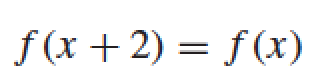 f(x + 2) = f(x)